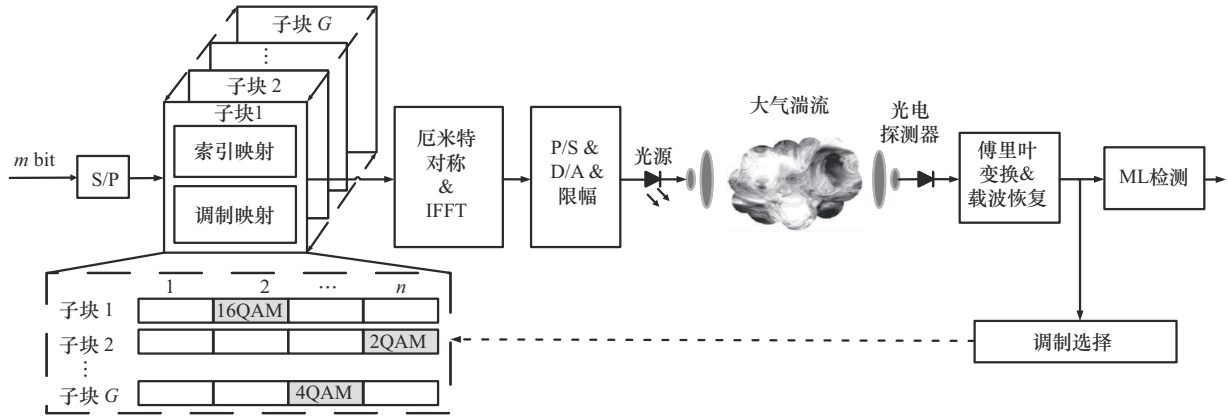 子块 G
⋮
子块 2
子块1
索引映射
调制映射
m bit
S/P
厄米特
对称
&
IFFT
P/S &
D/A &
限幅
光源
大气湍流
光电
探测器
傅里叶
变换&
载波恢复
ML检测
调制选择
1 2 ⋯ n
子块 1 16QAM
子块 2 2QAM
⋮
子块 G 4QAM